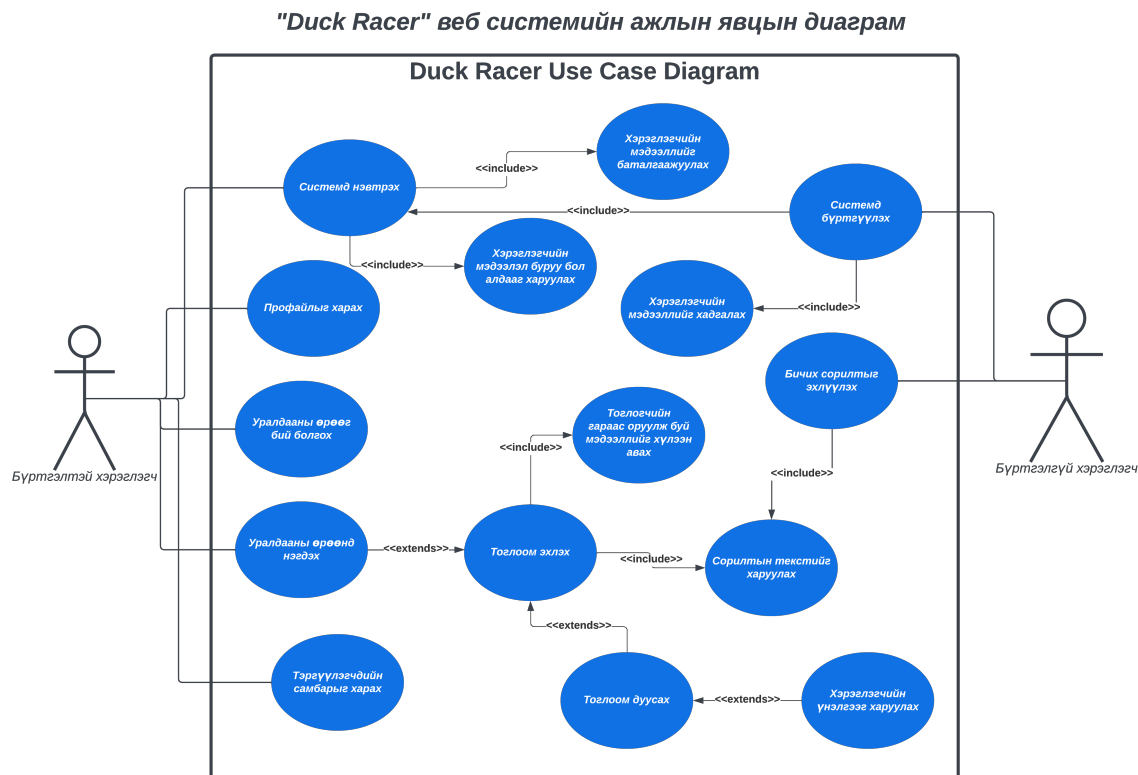 "Duck Racer" веб системийн ажлын явцын диаграм
Duck Racer Use Case Diagram
Хэрэглэгчийн
мэдээллийг
баталгаажуулах
Системд нэвтрэх
<<include>>
Системд
бүртгүүлэх
<<include>>
Хэрэглэгчийн
мэдээлэл буруу бол
алдааг харуулах
<<include>>
Профайлыг харах
Хэрэглэгчийн
мэдээллийг хадгалах
<<include>>
Бичих сорилтыг
эхлүүлэх
Уралдааны өрөөг
бий болгох
Тоглогчийн
гараас оруулж буй
мэдээллийг хүлээн
авах
<<include>>
<<include>>
Бүртгэлтэй хэрэглэгч
Бүртгэлгүй хэрэглэгч
Уралдааны өрөөнд
нэгдэх
<<extends>>
Тоглоом эхлэх
<<include>>
Сорилтын текстийг
харуулах
<<extends>>
Тэргүүлэгчдийн
самбарыг харах
Тоглоом дуусах
<<extends>>
Хэрэглэгчийн
үнэлгээг харуулах